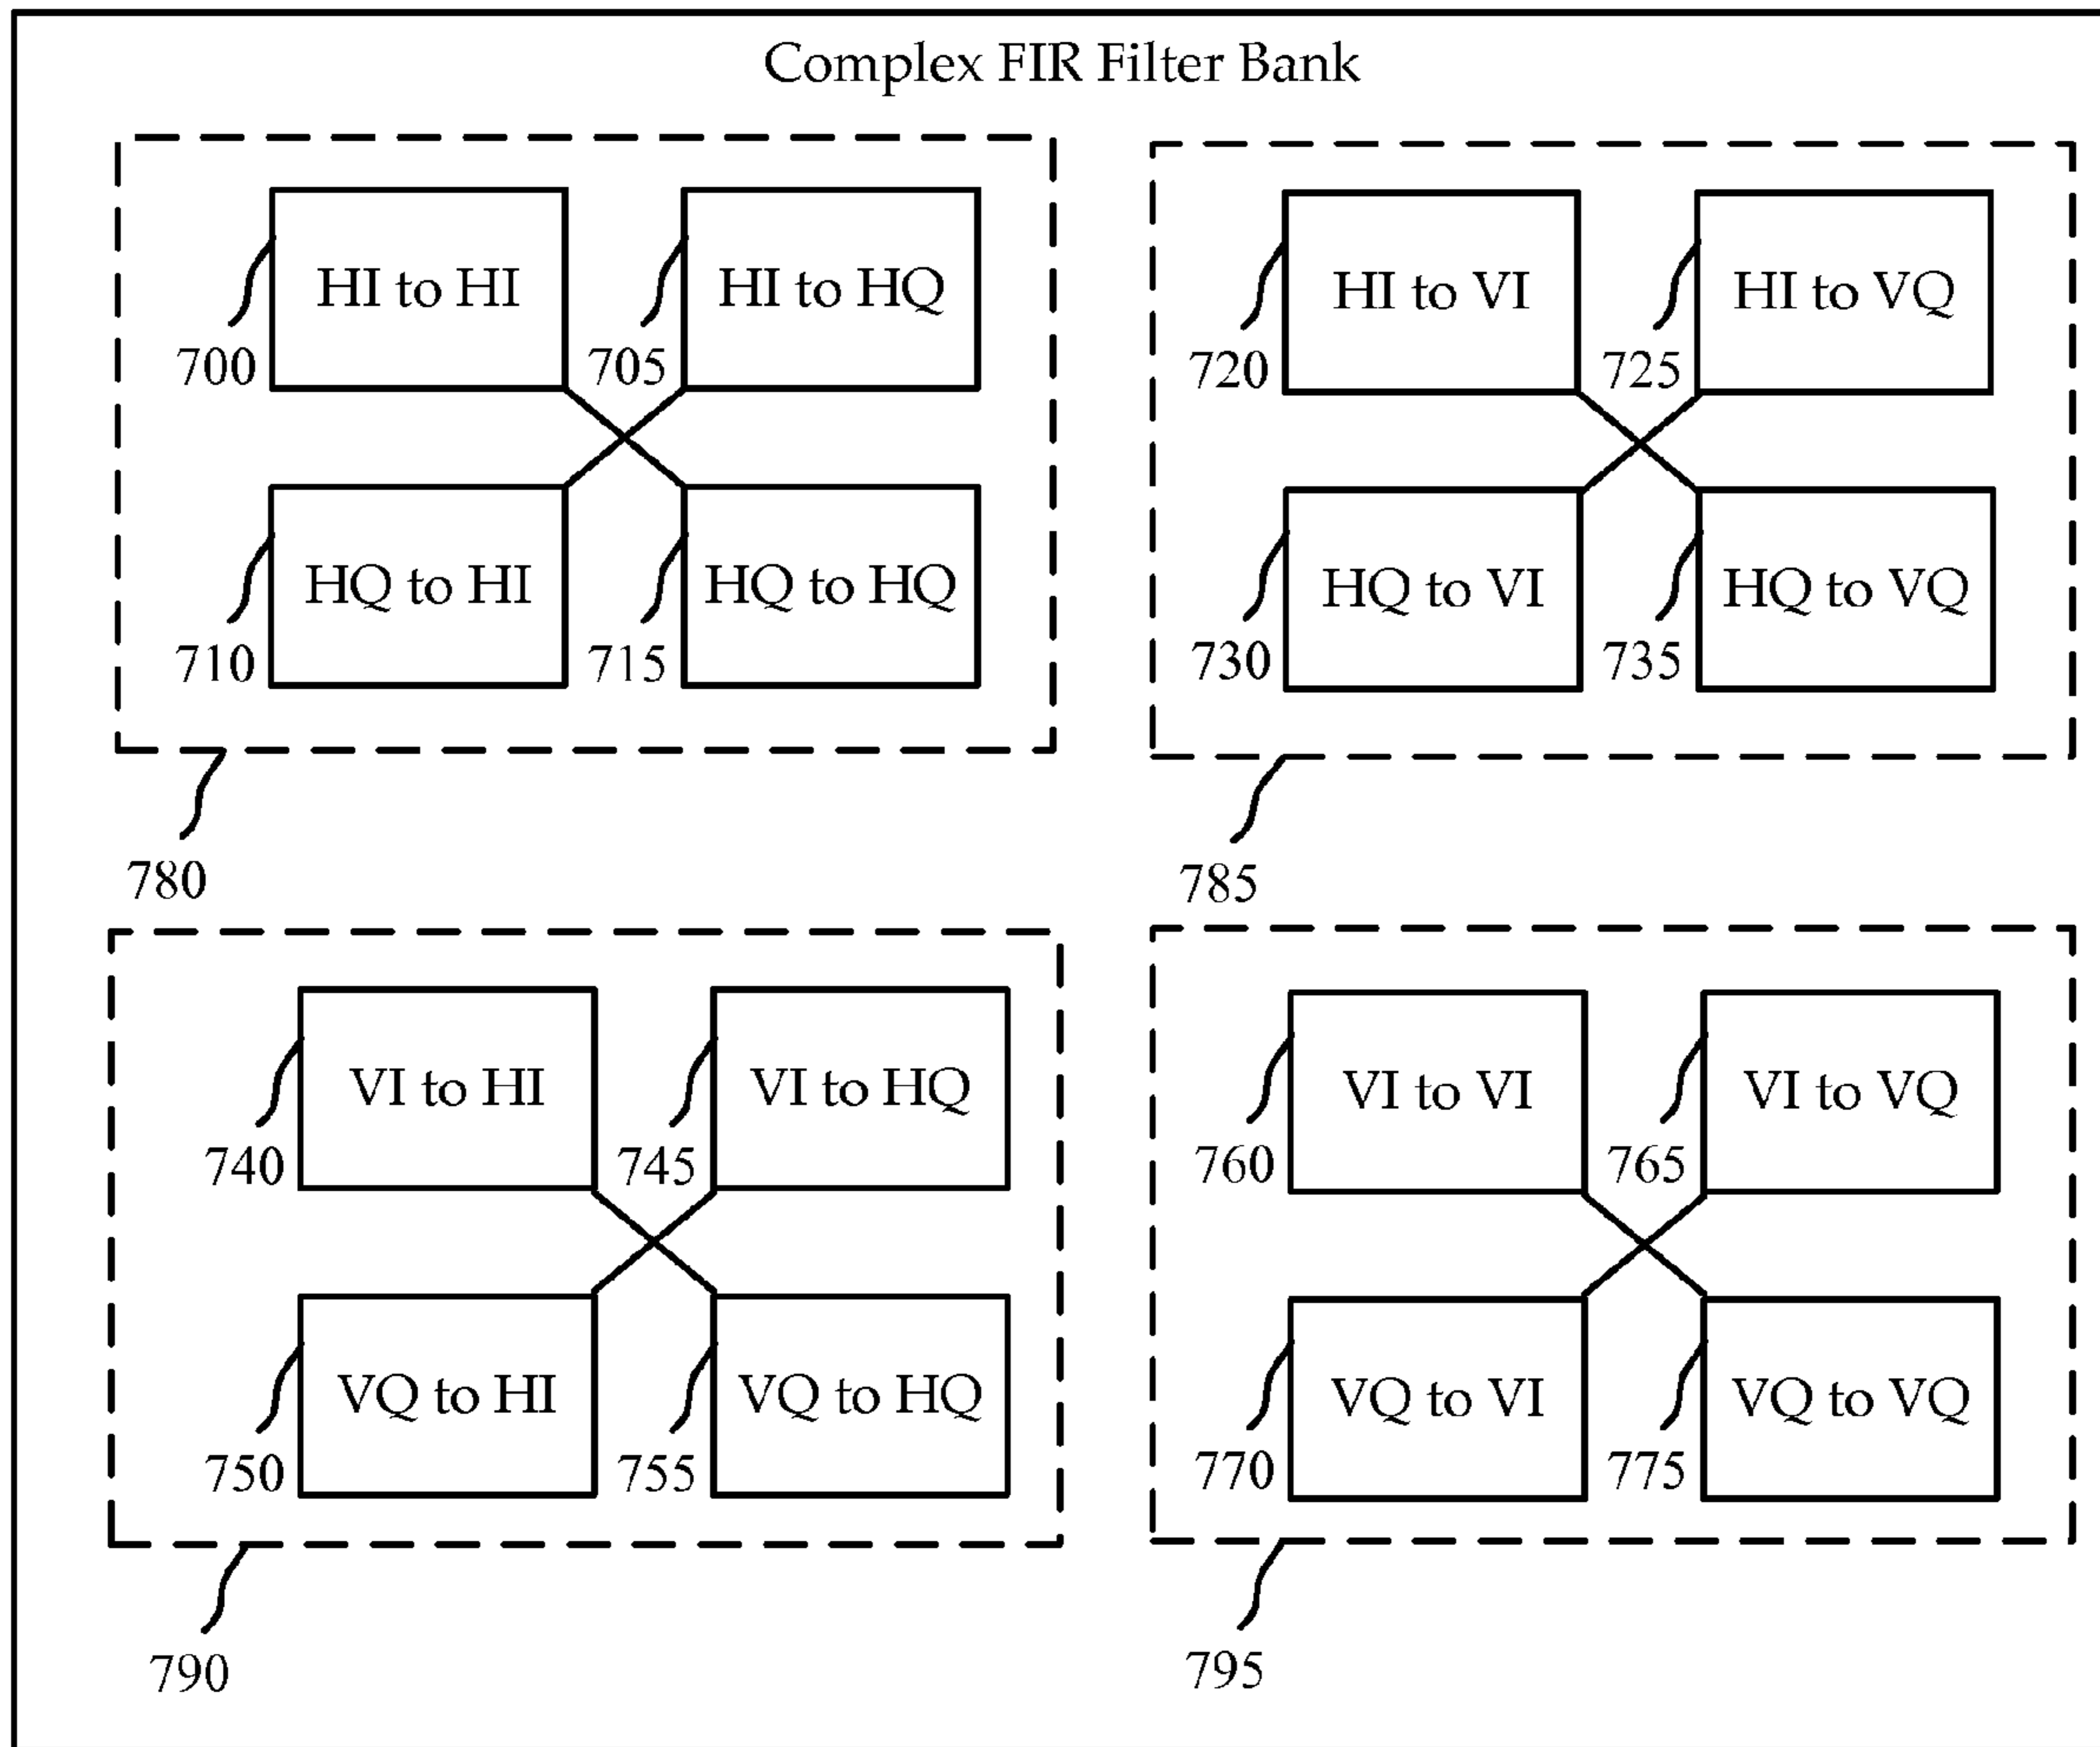 Complex FIR Filter Bank
HI to HI
HI to HQ
700
705
HQ to HI
HQ to HQ
710
715
780
HI to VI
HI to VQ
720
725
HQ to VI
HQ to VQ
730
735
785
VI to HI
VI to HQ
740
745
VQ to HI
VQ to HQ
750
755
790
VI to VI
VI to VQ
760
765
VQ to VI
VQ to VQ
770
775
795